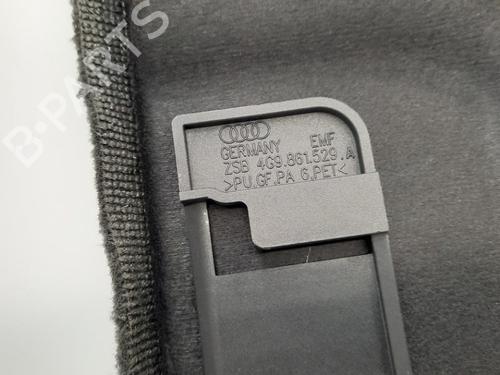 B-PARTS
GERMANY EMF
ZSB 4G9.861.529.A
>PU.GF.PA 6.PET<